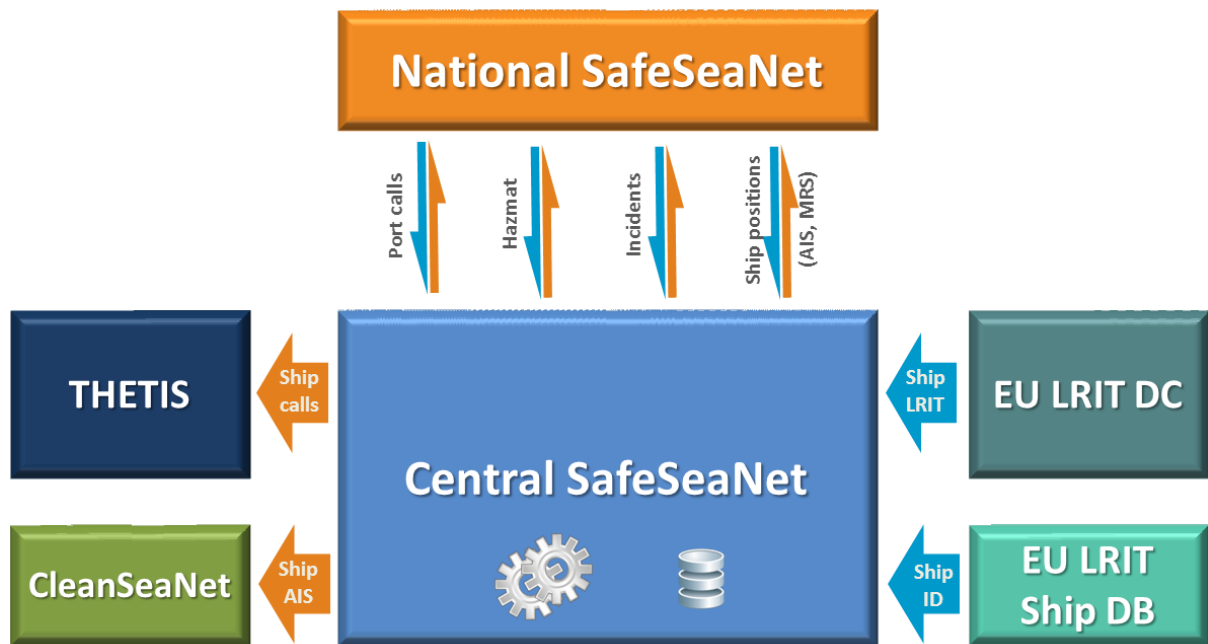 National SafeSeaNet
Port calls
Hazmat
Incidents
Ship positions
(AIS, MRS)
THETIS
Ship
calls
Central SafeSeaNet
Ship
LRIT
EU LRIT DC
CleanSeaNet
Ship
AIS
Ship
ID
EU LRIT
Ship DB